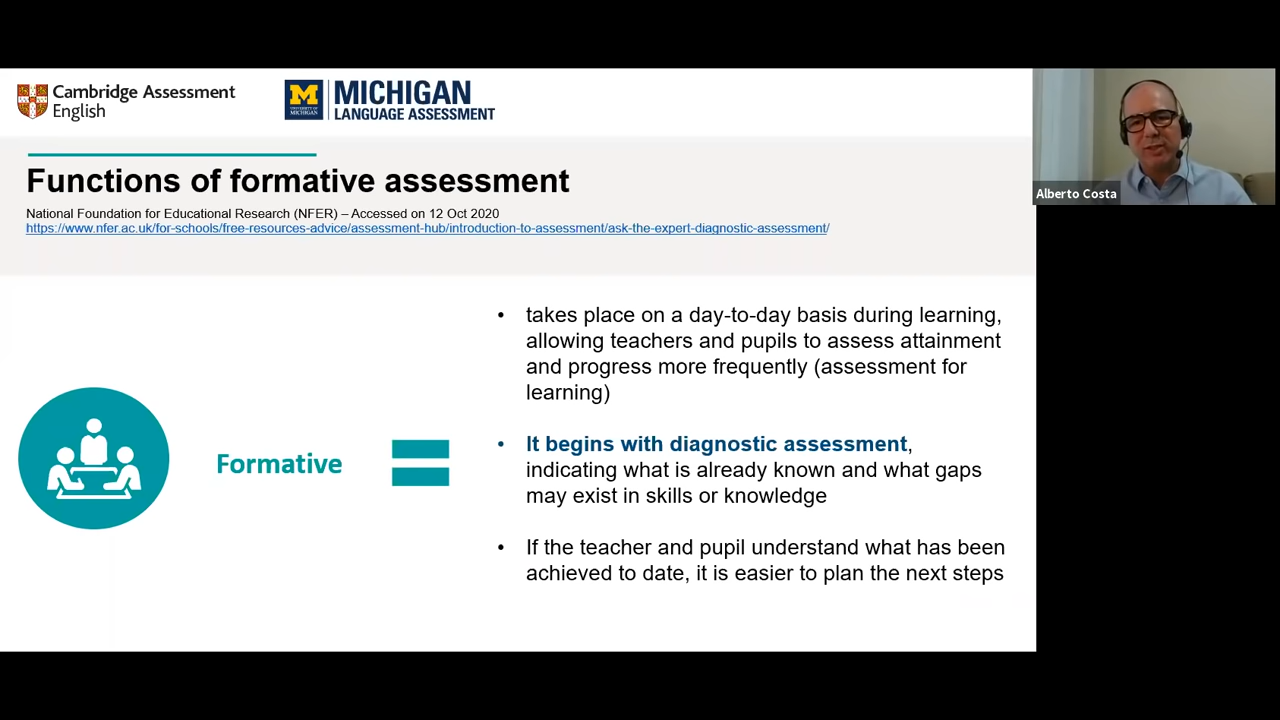 Cambridge Assessment
English
M
UNIVERSITY OF
MICHIGAN
MICHIGAN
LANGUAGE ASSESSMENT
Alberto Costa
Functions of formative assessment
National Foundation for Educational Research (NFER) – Accessed on 12 Oct 2020
https://www.nfer.ac.uk/for-schools/free-resources-advice/assessment-hub/introduction-to-assessment/ask-the-expert-diagnostic-assessment/
Formative
• takes place on a day-to-day basis during learning,
allowing teachers and pupils to assess attainment
and progress more frequently (assessment for
learning)
• It begins with diagnostic assessment,
indicating what is already known and what gaps
may exist in skills or knowledge
• If the teacher and pupil understand what has been
achieved to date, it is easier to plan the next steps